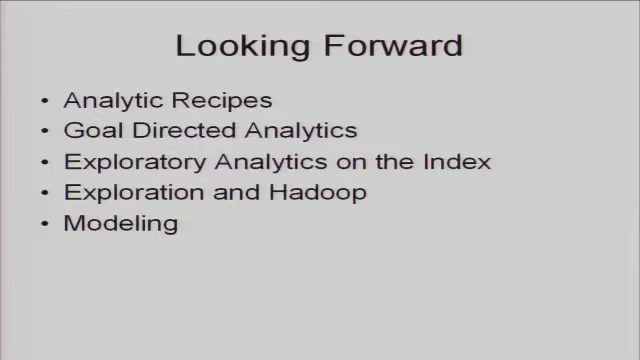 Looking Forward
• Analytic Recipes
• Goal Directed Analytics
• Exploratory Analytics on the Index
• Exploration and Hadoop
• Modeling